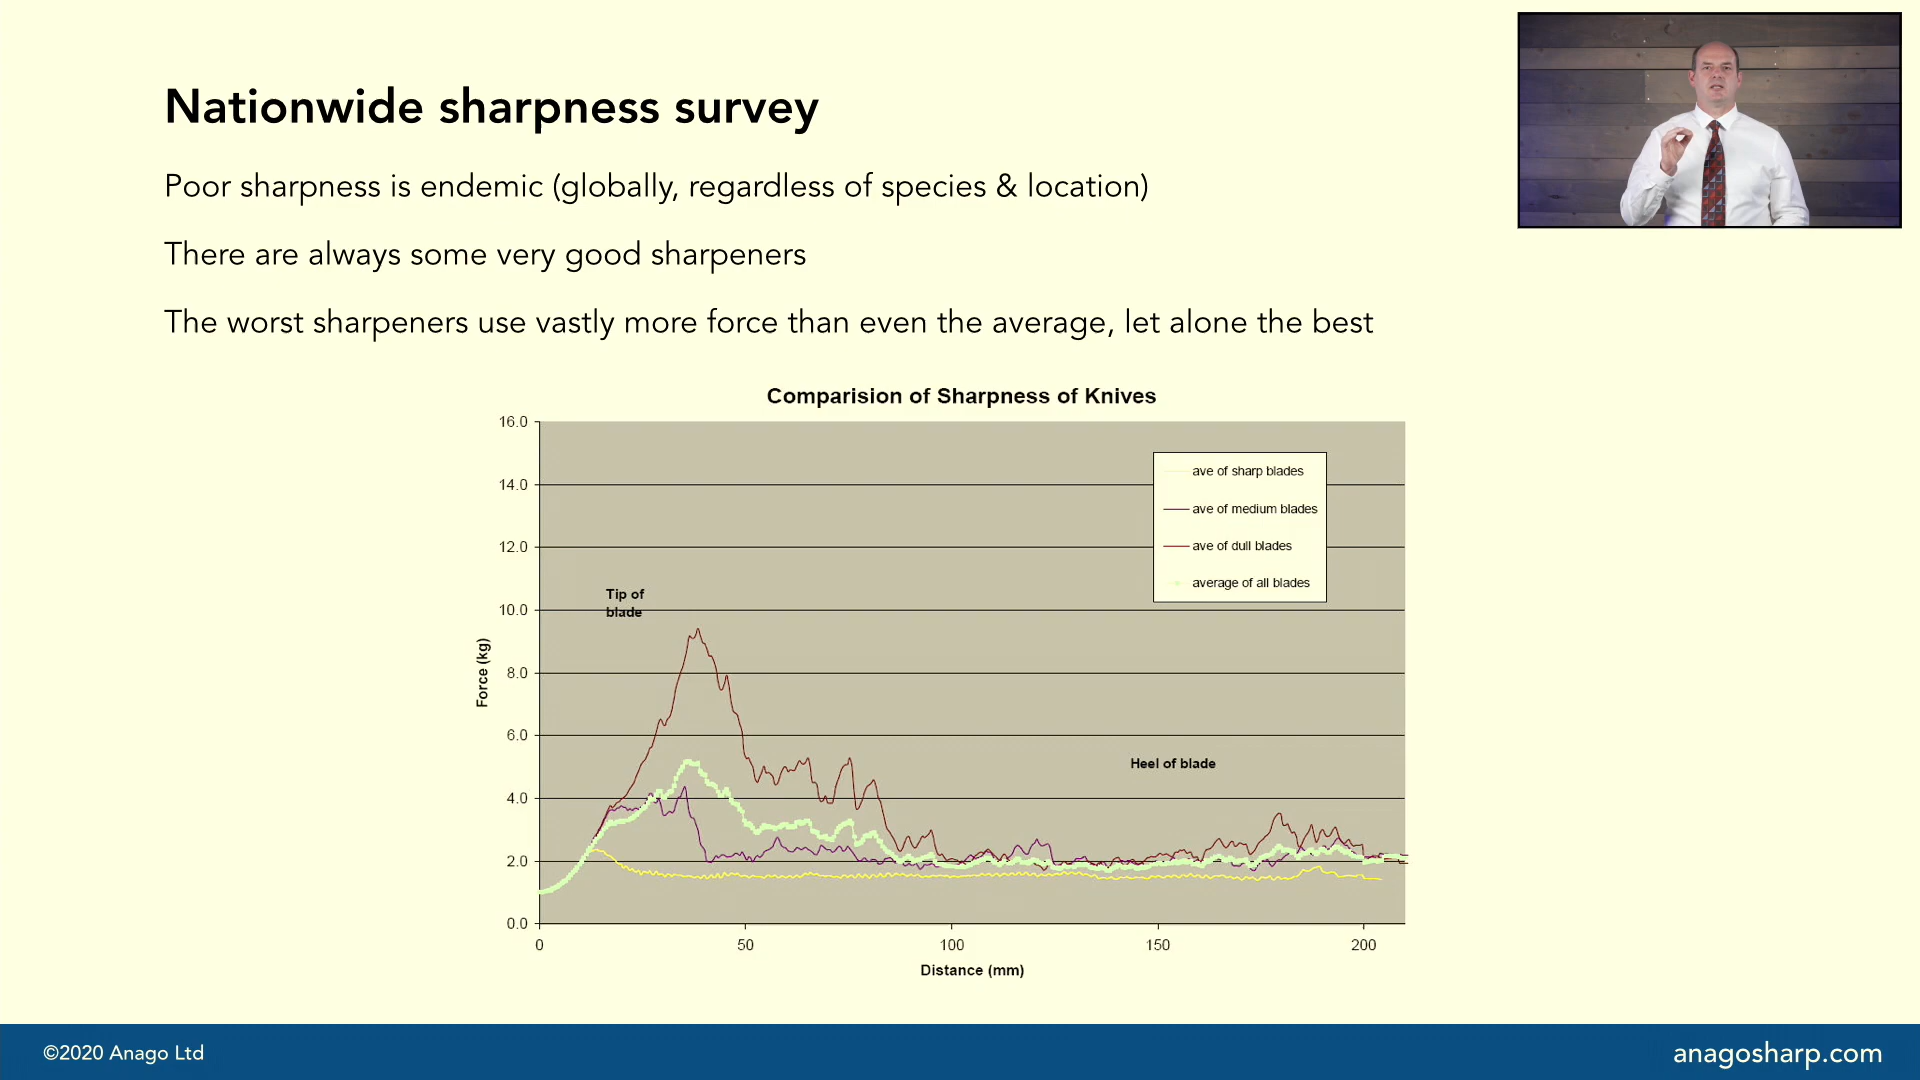 Nationwide sharpness survey
Poor sharpness is endemic (globally, regardless of species & location)
There are always some very good sharpeners
The worst sharpeners use vastly more force than even the average, let alone the best
Comparision of Sharpness of Knives
16.0
14.0
12.0
10.0
8.0
6.0
4.0
2.0
0.0
Force (kg)
ave of sharp blades
ave of medium blades
ave of dull blades
average of all blades
Tip of
blade
Heel of blade
0 50 100 150 200
Distance (mm)
©2020 Anago Ltd
anagosharp.com